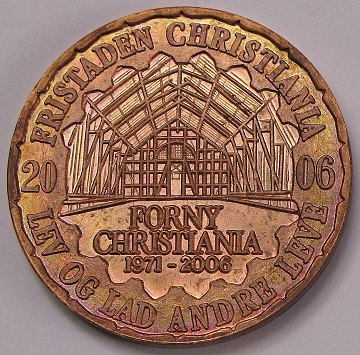 FRISTADEN CHRISTIANIA
20 06
FORNY
CHRISTIANIA
1971 - 2006
LEV OG LAD ANDRE LEVE